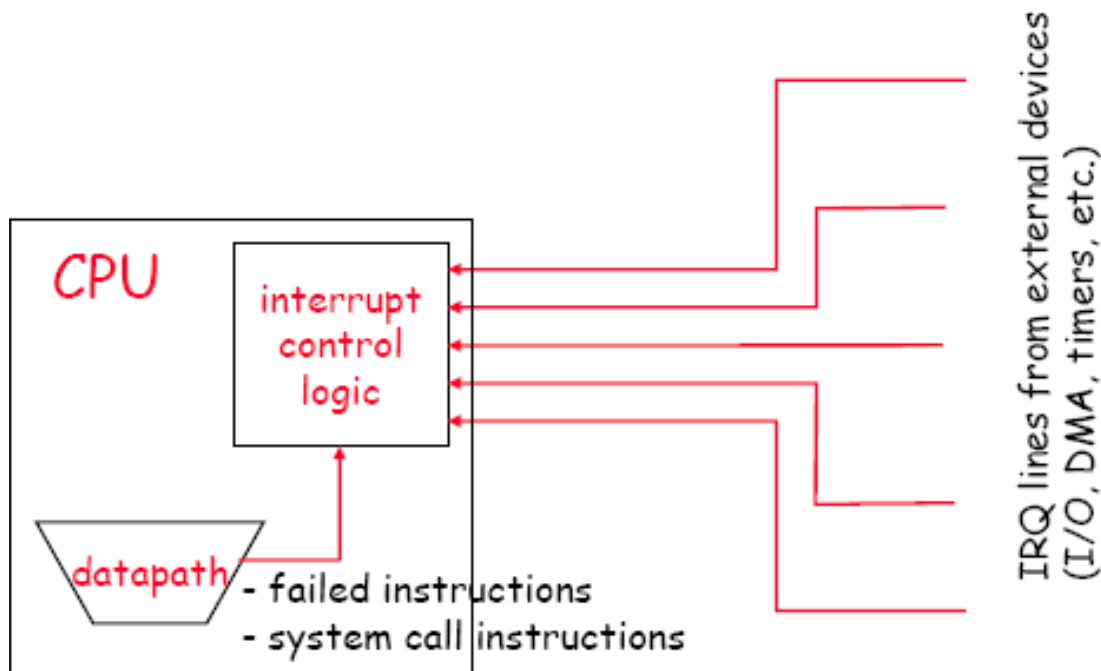 CPU
interrupt
control
logic
datapath
- failed instructions
- system call instructions
IRQ lines from external devices
(I/O, DMA, timers, etc.)